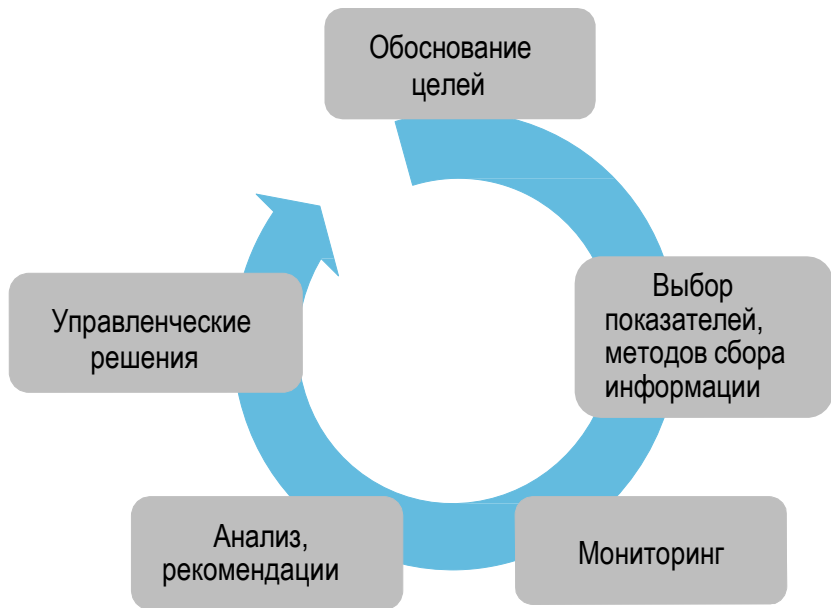 Обоснование
целей
Выбор
показателей,
методов сбора
информации
Мониторинг
Анализ,
рекомендации
Управленческие
решения